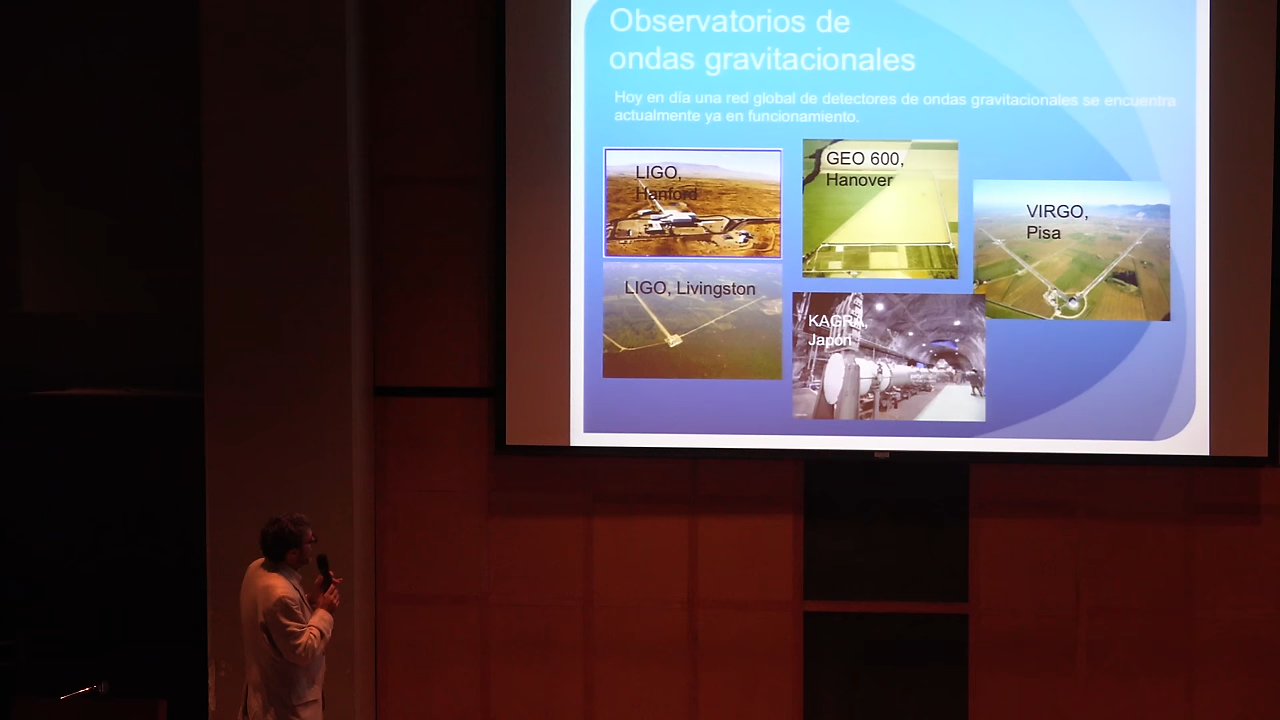 Observatorios de
ondas gravitacionales
Hoy en día una red global de detectores de ondas gravitacionales se encuentra
actualmente ya en funcionamiento.
LIGO,
Hanford
GEO 600,
Hanover
VIRGO,
Pisa
LIGO, Livingston
KAGRA,
Japón